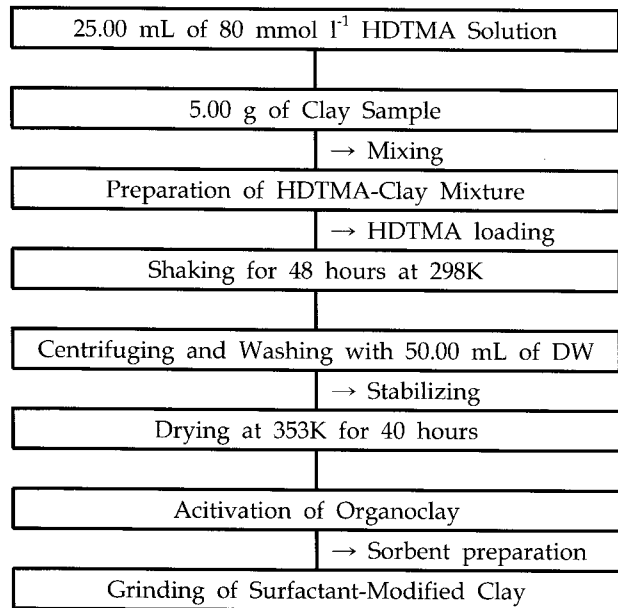 25.00 mL of 80 mmol l⁻¹ HDTMA Solution
5.00 g of Clay Sample
→ Mixing
Preparation of HDTMA-Clay Mixture
→ HDTMA loading
Shaking for 48 hours at 298K
Centrifuging and Washing with 50.00 mL of DW
→ Stabilizing
Drying at 353K for 40 hours
Acitivation of Organoclay
→ Sorbent preparation
Grinding of Surfactant-Modified Clay